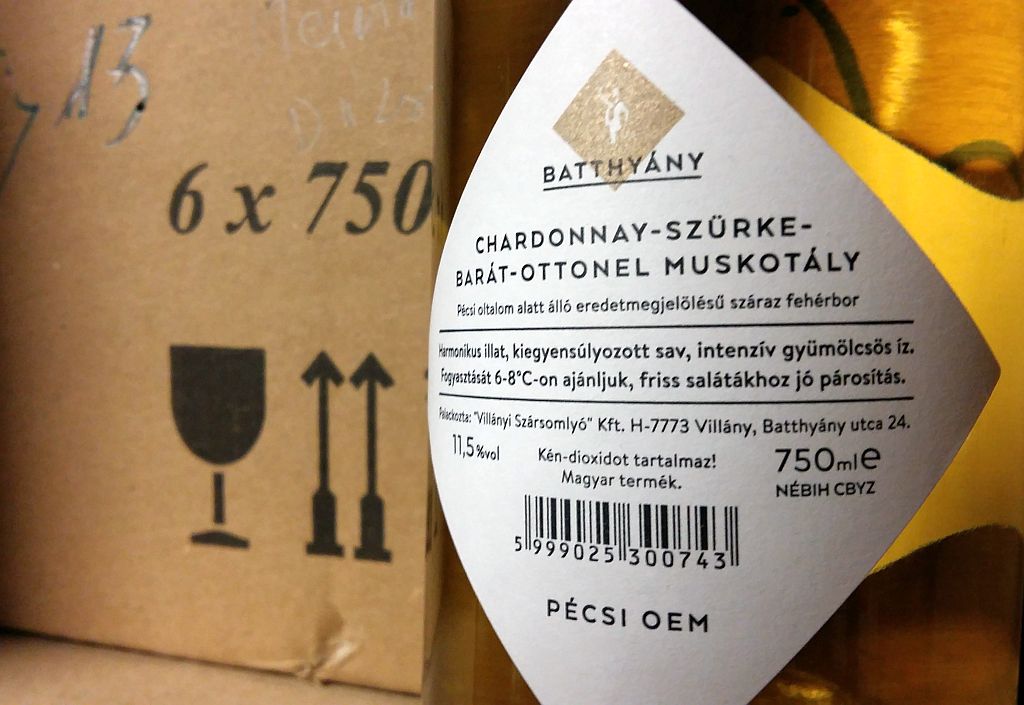 13
6 x 750
BATTHYÁNY
CHARDONNAY-SZÜRKE-
BARÁT-OTTONEL MUSKOTÁLY
Pécsi oltalom alatt álló eredetmegjelölésű száraz fehérbor
Harmonikus illat, kiegyensúlyozott sav, intenzív gyümölcsös íz.
Fogyasztását 6-8°C-on ajánljuk, friss salátákhoz jó párosítás.
Palackozta: "Villányi Szársomlyó" Kft. H-7773 Villány, Batthyány utca 24.
11,5%vol
Kén-dioxidot tartalmaz!
Magyar termék.
750ml e
NÉBIH CBYZ
5 999025 300743
PÉCSI OEM